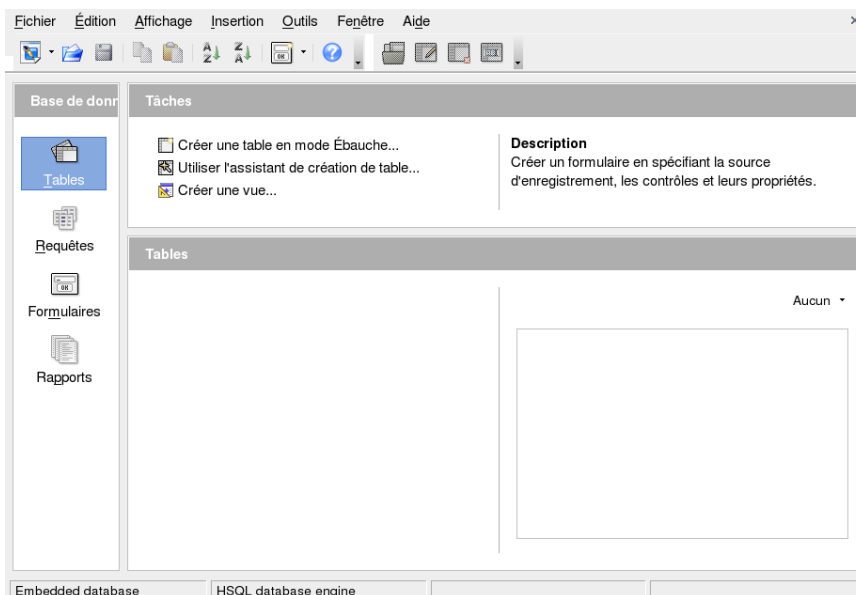 Fichier Édition Affichage Insertion Outils Fenêtre Aide
Base de donn
Tâches
Tables
Requêtes
Formulaires
Rapports
Créer une table en mode Ébauche...
Utiliser l'assistant de création de table...
Créer une vue...
Description
Créer un formulaire en spécifiant la source
d'enregistrement, les contrôles et leurs propriétés.
Tables
Aucun
Embedded database HSQL database engine